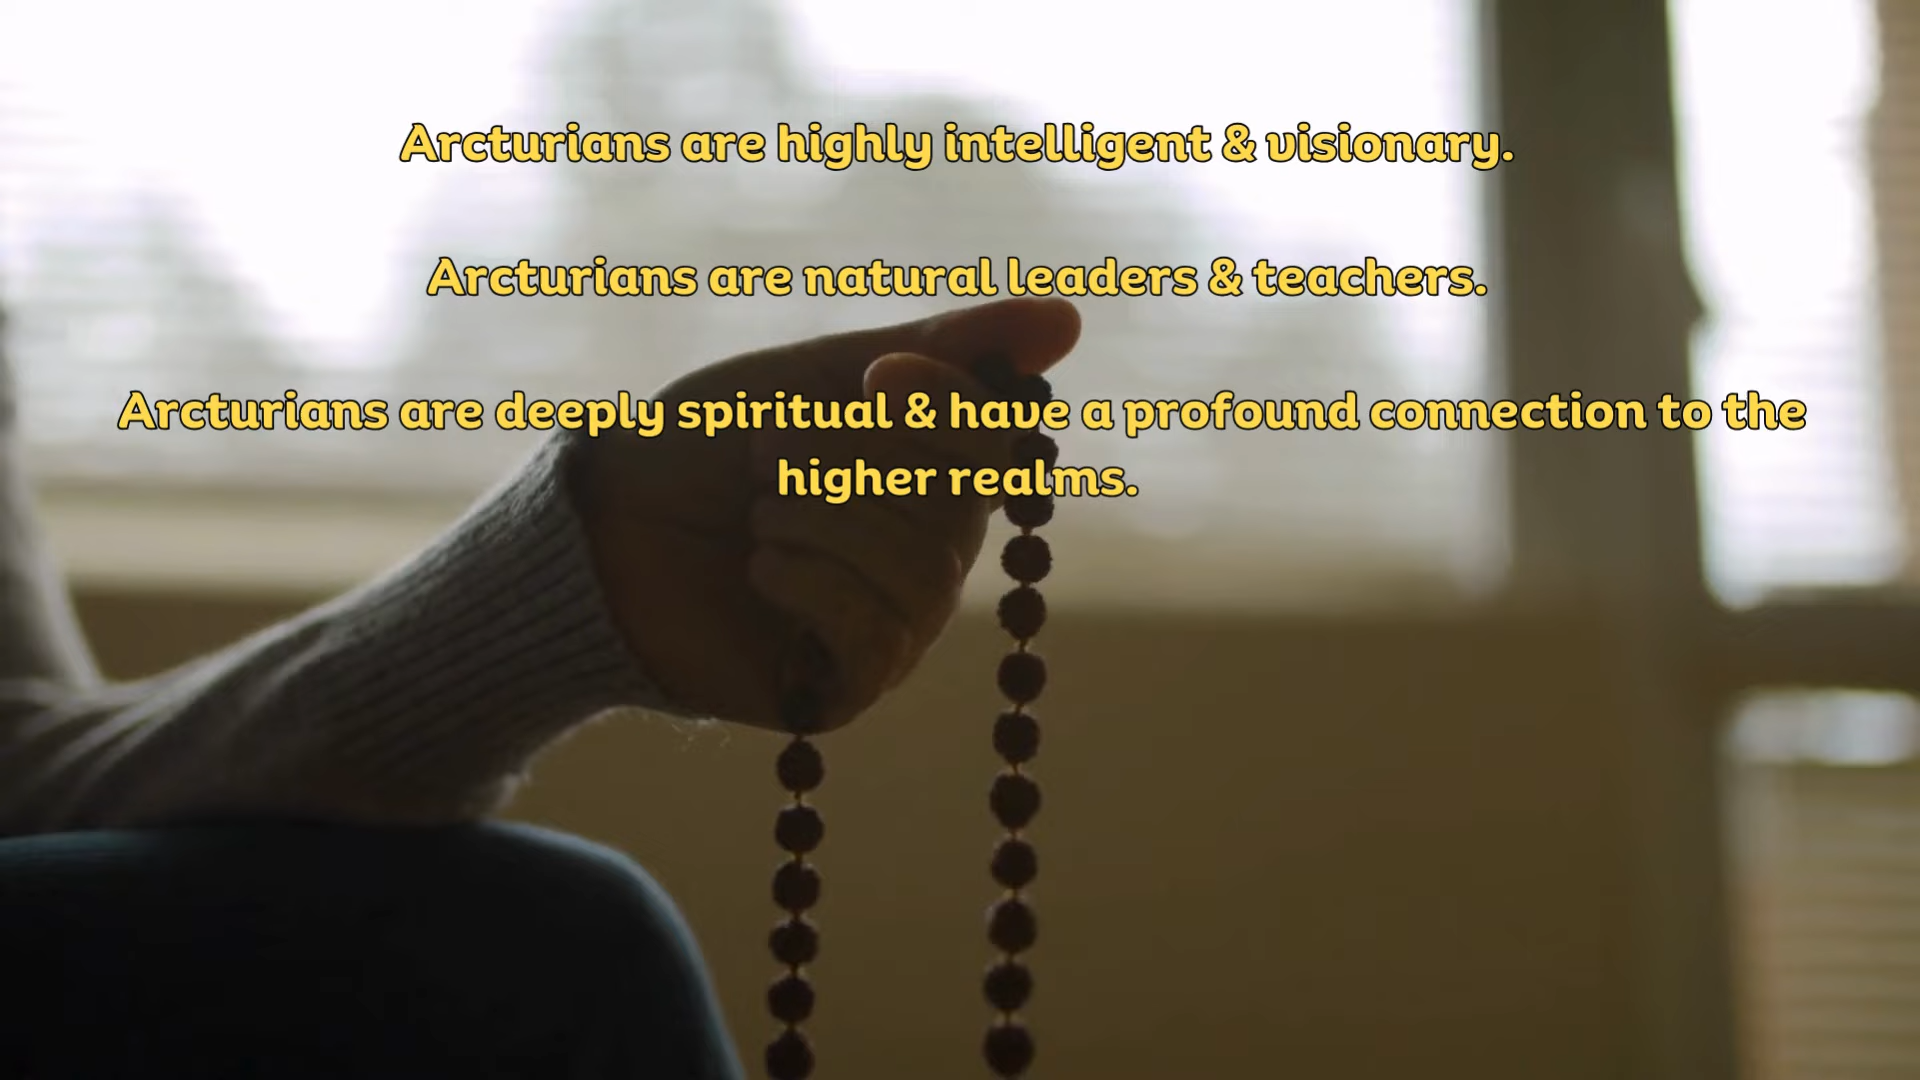 Arcturians are highly intelligent & visionary.
Arcturians are natural leaders & teachers.
Arcturians are deeply spiritual & have a profound connection to the
higher realms.